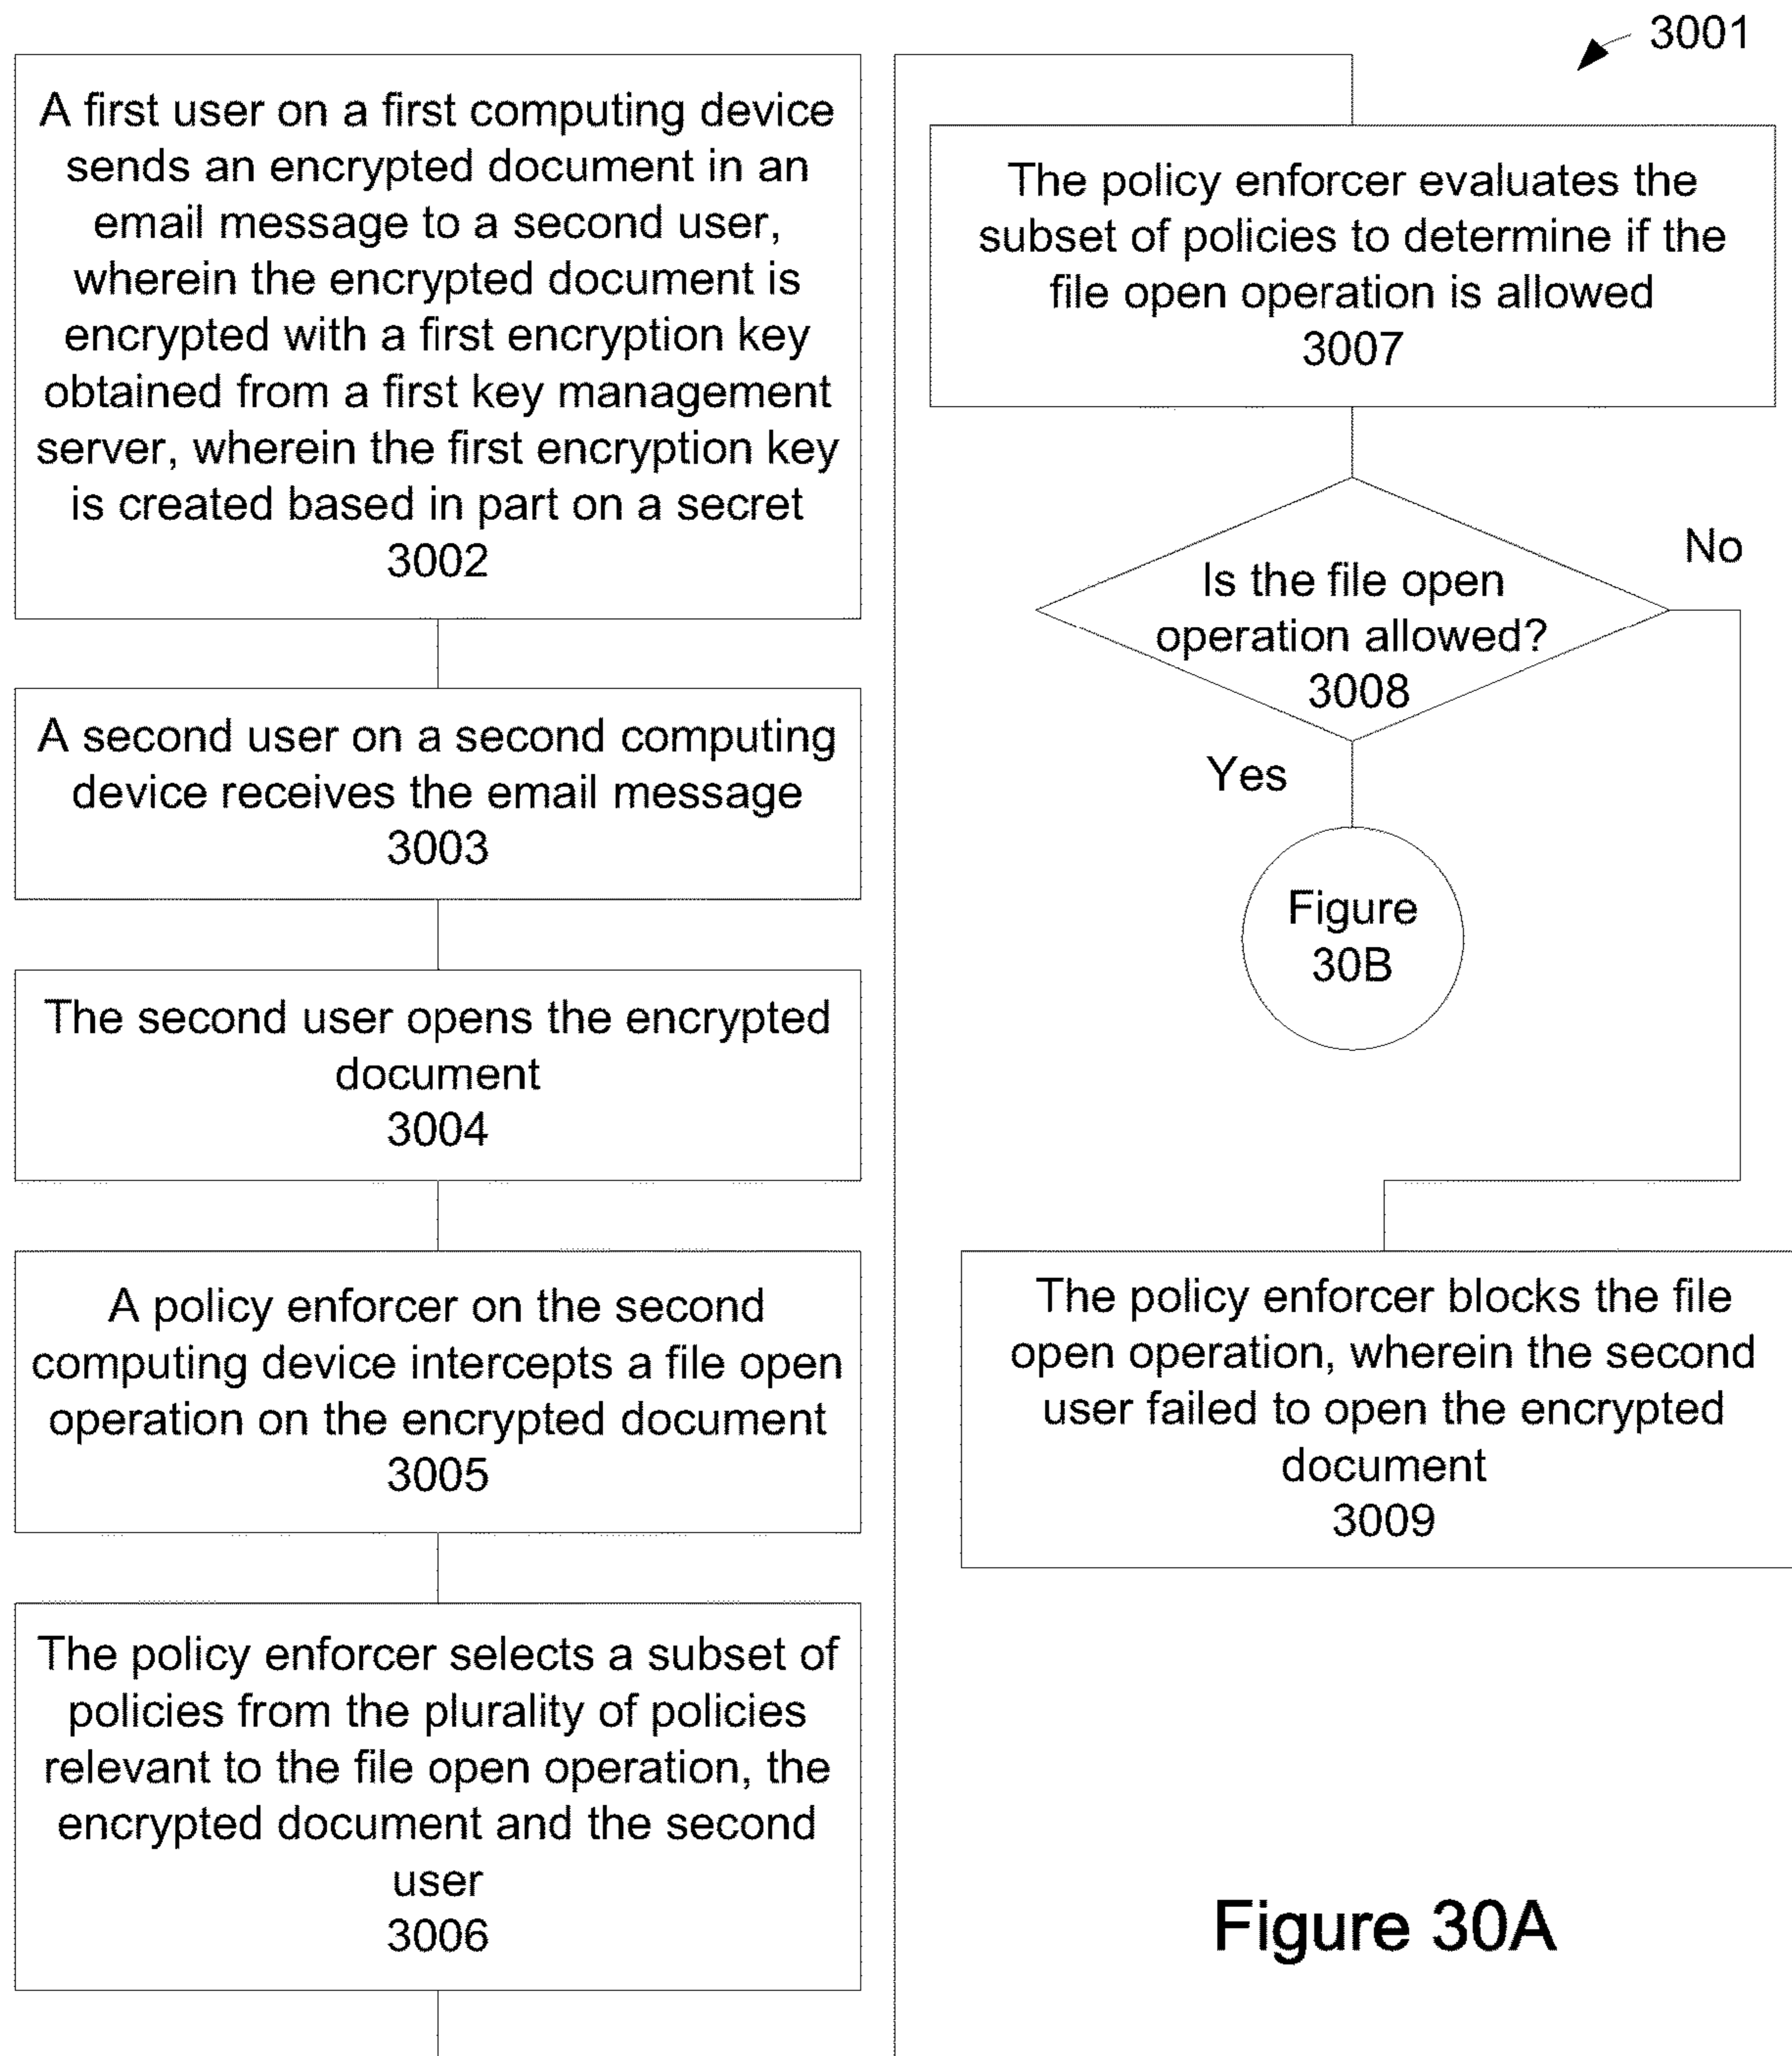 3001
A first user on a first computing device
sends an encrypted document in an
email message to a second user,
wherein the encrypted document is
encrypted with a first encryption key
obtained from a first key management
server, wherein the first encryption key
is created based in part on a secret
3002
A second user on a second computing
device receives the email message
3003
The second user opens the encrypted
document
3004
A policy enforcer on the second
computing device intercepts a file open
operation on the encrypted document
3005
The policy enforcer selects a subset of
policies from the plurality of policies
relevant to the file open operation, the
encrypted document and the second
user
3006
The policy enforcer evaluates the
subset of policies to determine if the
file open operation is allowed
3007
Is the file open
operation allowed?
3008
No
Yes
Figure
30B
The policy enforcer blocks the file
open operation, wherein the second
user failed to open the encrypted
document
3009
Figure 30A